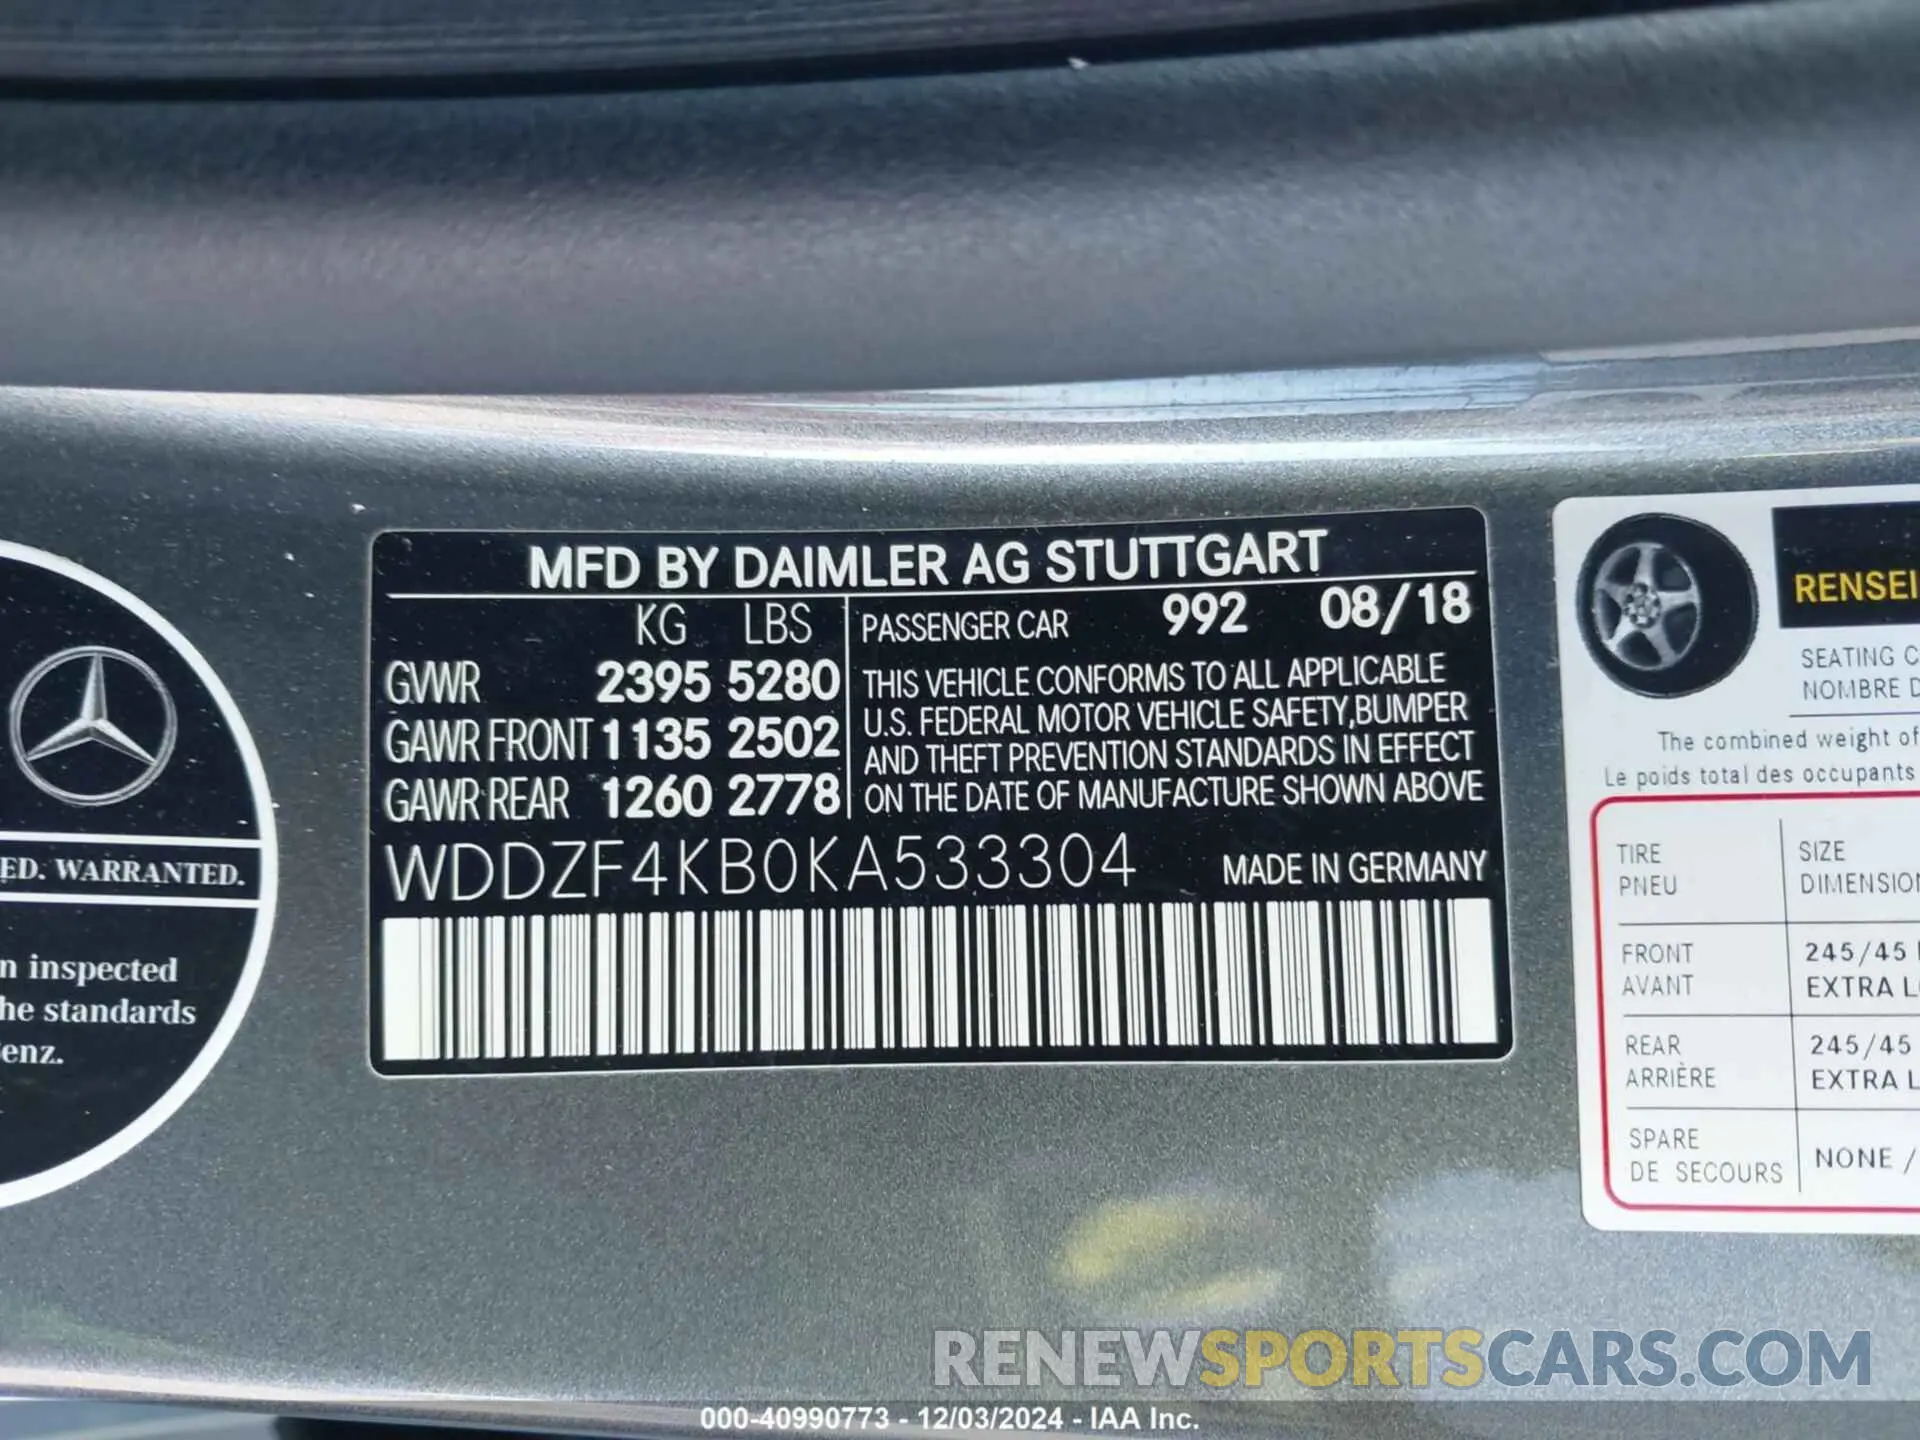 MFD BY DAIMLER AG STUTTGART
KG LBS
GVWR 2395 5280
GAWR FRONT 1135 2502
GAWR REAR 1260 2778
PASSENGER CAR 992 08/18
THIS VEHICLE CONFORMS TO ALL APPLICABLE
U.S. FEDERAL MOTOR VEHICLE SAFETY,BUMPER
AND THEFT PREVENTION STANDARDS IN EFFECT
ON THE DATE OF MANUFACTURE SHOWN ABOVE
WDDZF4KB0KA533304 MADE IN GERMANY
ED. WARRANTED.
n inspected
he standards
enz.
RENSEI
SEATING C
NOMBRE D
The combined weight of
Le poids total des occupants
TIRE SIZE
PNEU DIMENSION
FRONT 245/45
AVANT EXTRA L
REAR 245/45
ARRIÈRE EXTRA L
SPARE
DE SECOURS NONE /
RENEWSPORTSCARS.COM
000-40990773 - 12/03/2024 - IAA Inc.